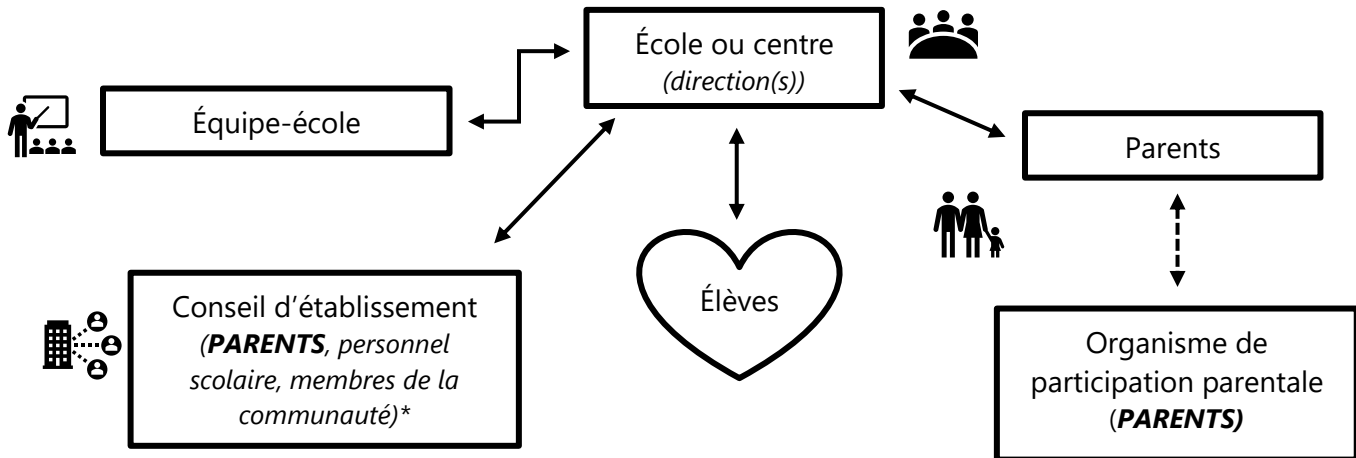 École ou centre
(direction(s))
Équipe-école
Parents
Élèves
Conseil d’établissement
(PARENTS, personnel
scolaire, membres de la
communauté)*
Organisme de
participation parentale
(PARENTS)